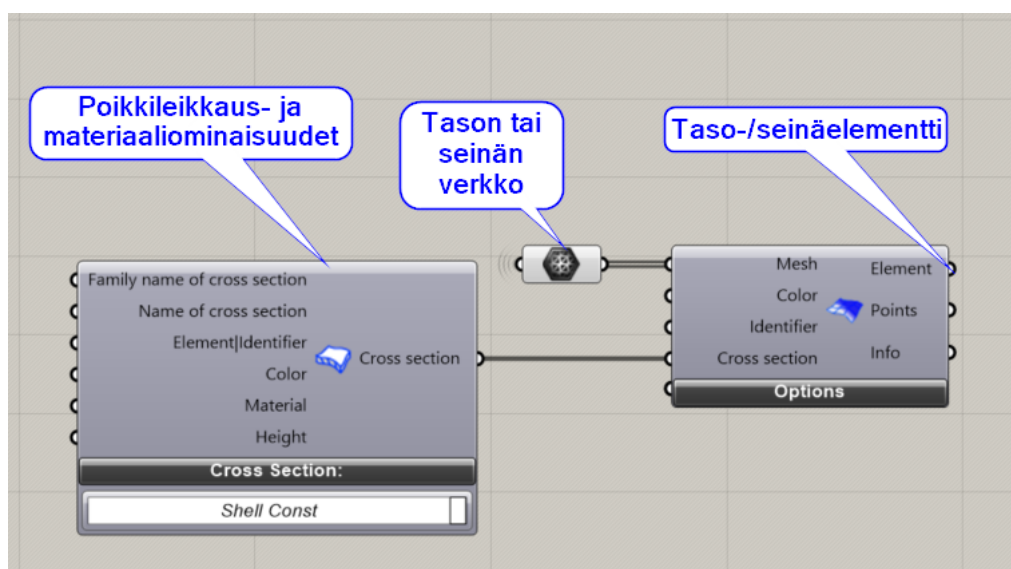 Poikkileikkaus- ja
materiaaliominaisuudet
Tason tai
seinän
verkko
Taso-/seinäelementti
Family name of cross section
Name of cross section
Element|Identifier
Color
Material
Height
Cross section
Cross Section:
Shell Const
Mesh
Color
Identifier
Cross section
Element
Points
Info
Options